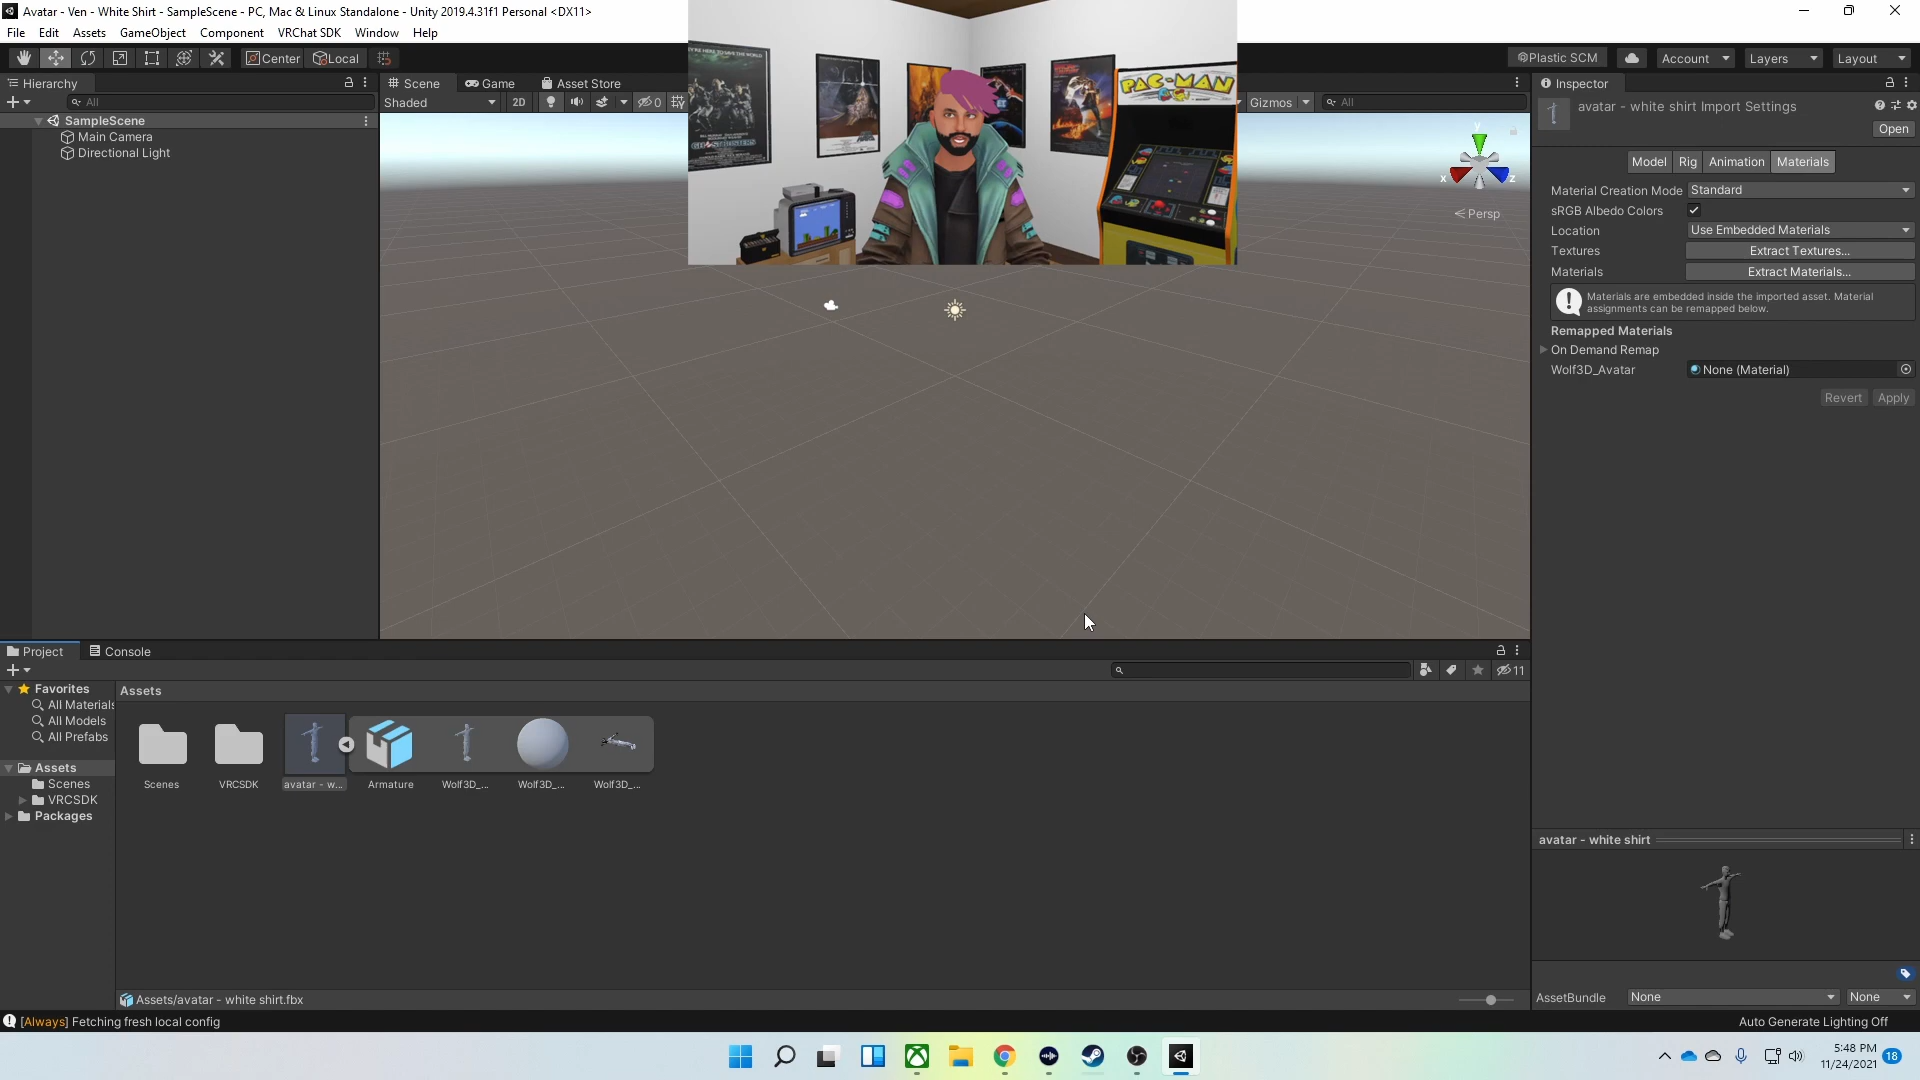 Avatar - Ven - White Shirt - SampleScene - PC, Mac & Linux Standalone - Unity 2019.4.31f1 Personal <DX11>
File Edit Assets GameObject Component VRChat SDK Window Help
Center Local
Plastic SCM Account Layers Layout
Hierarchy
All
SampleScene
Main Camera
Directional Light
Scene Game Asset Store
Shaded 2D 0
Gizmos All
GHOSTBUSTERS
PAC-MAN
y
x z
Persp
Inspector
avatar - white shirt Import Settings
Open
Model Rig Animation Materials
Material Creation Mode Standard
sRGB Albedo Colors
Location Use Embedded Materials
Textures Extract Textures...
Materials Extract Materials...
Materials are embedded inside the imported asset. Material
assignments can be remapped below.
Remapped Materials
On Demand Remap
Wolf3D_Avatar None (Material)
Revert Apply
Project Console
11
Favorites
All Materials
All Models
All Prefabs
Assets
Scenes
VRCSDK
Packages
Assets
Scenes VRCSDK avatar - w... Armature Wolf3D_... Wolf3D_... Wolf3D_...
Assets/avatar - white shirt.fbx
avatar - white shirt
AssetBundle None None
[Always] Fetching fresh local config
Auto Generate Lighting Off
5:48 PM
11/24/2021
18